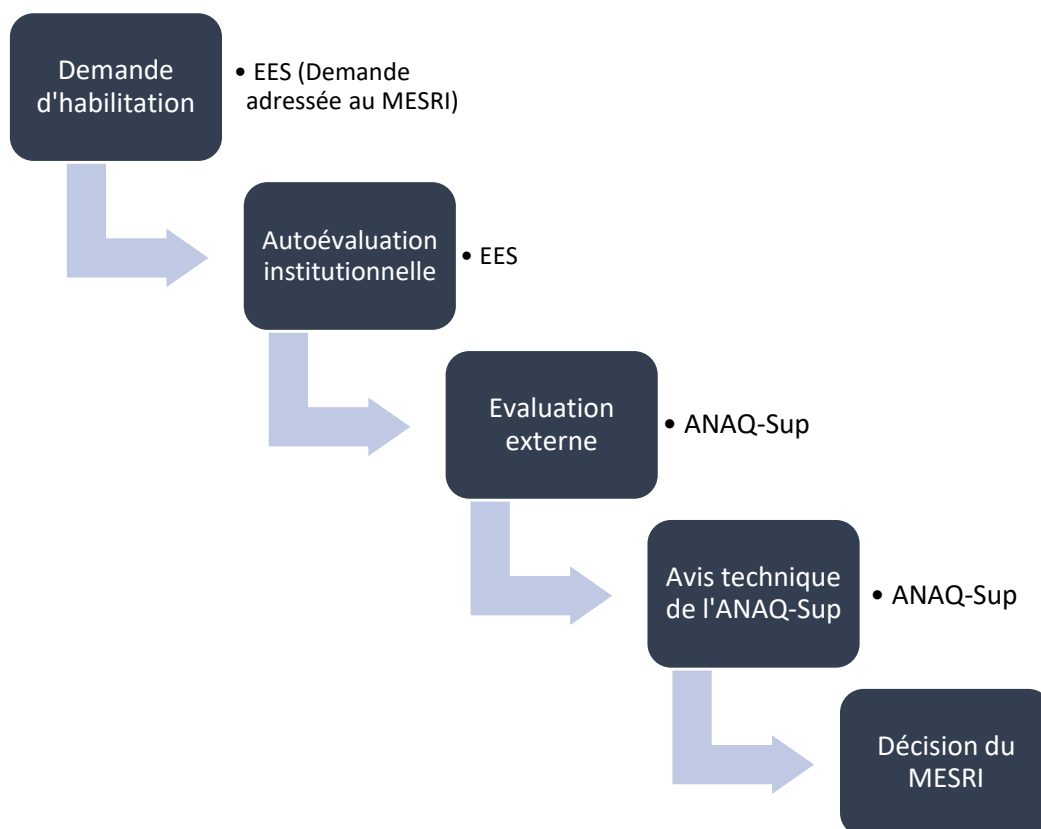 Demande
d'habilitation
• EES (Demande
adressée au MESRI)
Autoévaluation
institutionnelle
• EES
Evaluation
externe
• ANAQ-Sup
Avis technique
de l'ANAQ-Sup
• ANAQ-Sup
Décision du
MESRI